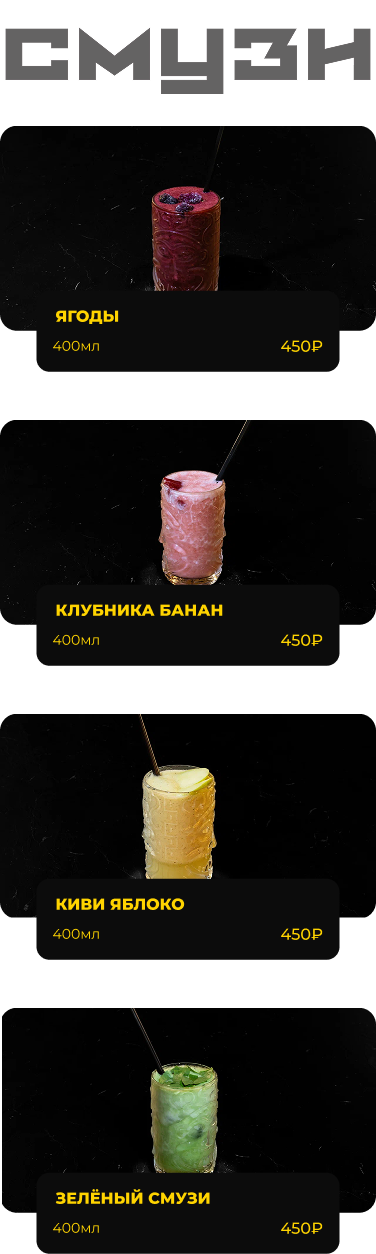 СМУЗИ
ЯГОДЫ
400мл 450₽
КЛУБНИКА БАНАН
400мл 450₽
КИВИ ЯБЛОКО
400мл 450₽
ЗЕЛЁНЫЙ СМУЗИ
400мл 450₽